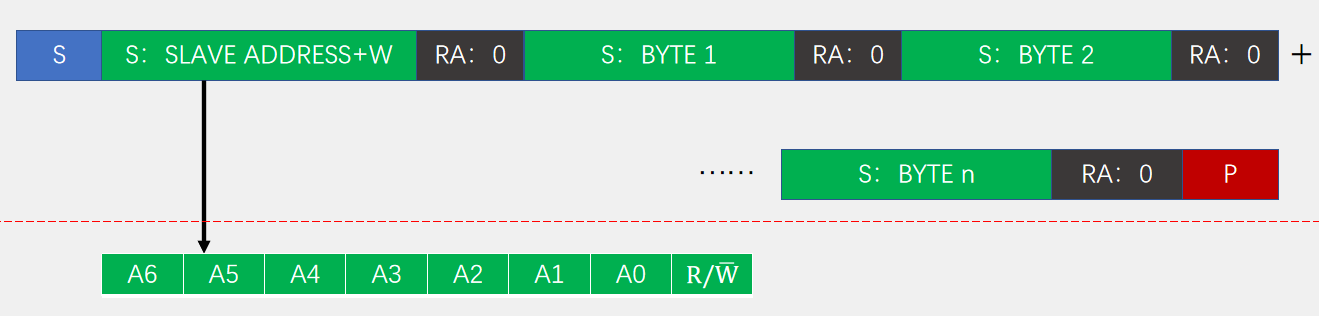 S S：SLAVE ADDRESS+W RA：0 S：BYTE 1 RA：0 S：BYTE 2 RA：0 +
…… S：BYTE n RA：0 P
A6 A5 A4 A3 A2 A1 A0 R/W̅